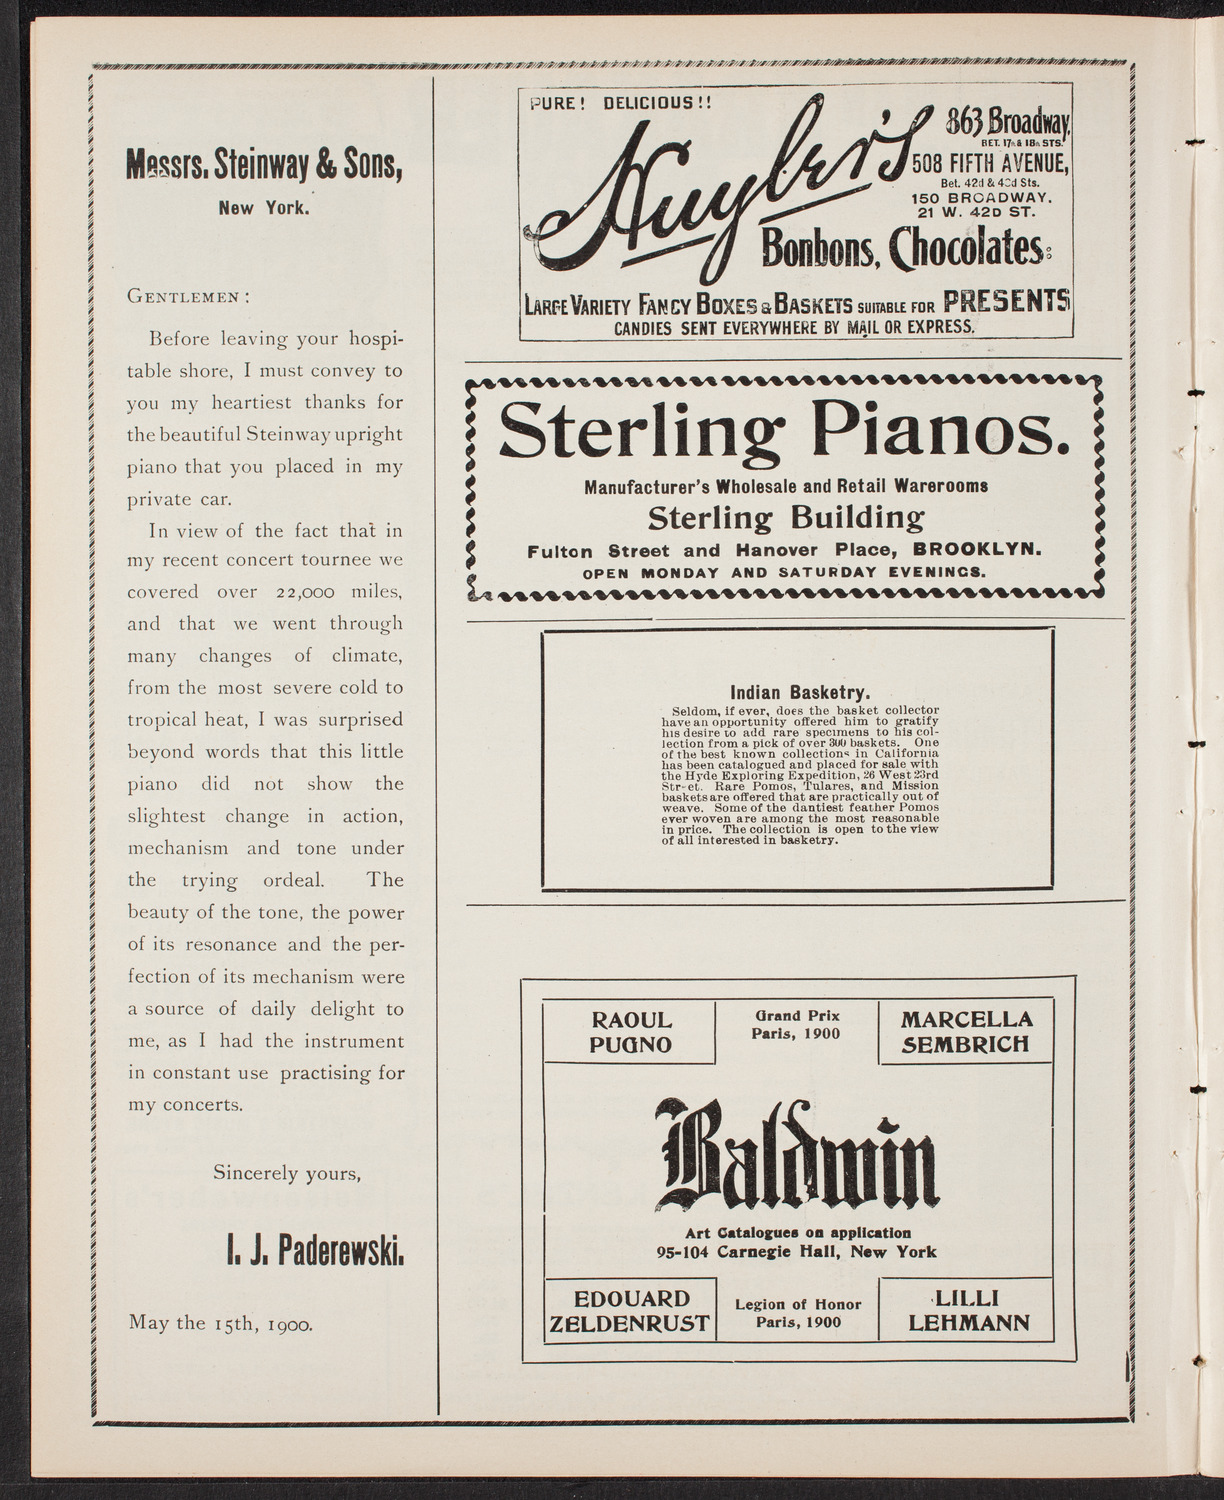 Messrs. Steinway & Sons,
New York.
GENTLEMEN:
Before leaving your hospi-
table shore, I must convey to
you my heartiest thanks for
the beautiful Steinway upright
piano that you placed in my
private car.
In view of the fact that in
my recent concert tournee we
covered over 22,000 miles,
and that we went through
many changes of climate,
from the most severe cold to
tropical heat, I was surprised
beyond words that this little
piano did not show the
slightest change in action,
mechanism and tone under
the trying ordeal. The
beauty of the tone, the power
of its resonance and the per-
fection of its mechanism were
a source of daily delight to
me, as I had the instrument
in constant use practising for
my concerts.
Sincerely yours,
I. J. Paderewski.
May the 15th, 1900.
PURE! DELICIOUS!!
Huyler's
863 Broadway,
BET. 17th & 18th STS.
508 FIFTH AVENUE,
Bet. 42d & 43d Sts.
150 BROADWAY.
21 W. 42D ST.
Bonbons, Chocolates:
LARGE VARIETY FANCY BOXES & BASKETS SUITABLE FOR PRESENTS
CANDIES SENT EVERYWHERE BY MAIL OR EXPRESS.
Sterling Pianos.
Manufacturer's Wholesale and Retail Warerooms
Sterling Building
Fulton Street and Hanover Place, BROOKLYN.
OPEN MONDAY AND SATURDAY EVENINGS.
Indian Basketry.
Seldom, if ever, does the basket collector
have an opportunity offered him to gratify
his desire to add rare specimens to his col-
lection from a pick of over 300 baskets. One
of the best known collections in California
has been catalogued and placed for sale with
the Hyde Exploring Expedition, 26 West 23rd
Street. Rare Pomos, Tulares, and Mission
baskets are offered that are practically out of
weave. Some of the dantiest feather Pomos
ever woven are among the most reasonable
in price. The collection is open to the view
of all interested in basketry.
RAOUL
PUGNO
Grand Prix
Paris, 1900
MARCELLA
SEMBRICH
Baldwin
Art Catalogues on application
95-104 Carnegie Hall, New York
EDOUARD
ZELDENRUST
Legion of Honor
Paris, 1900
LILLI
LEHMANN